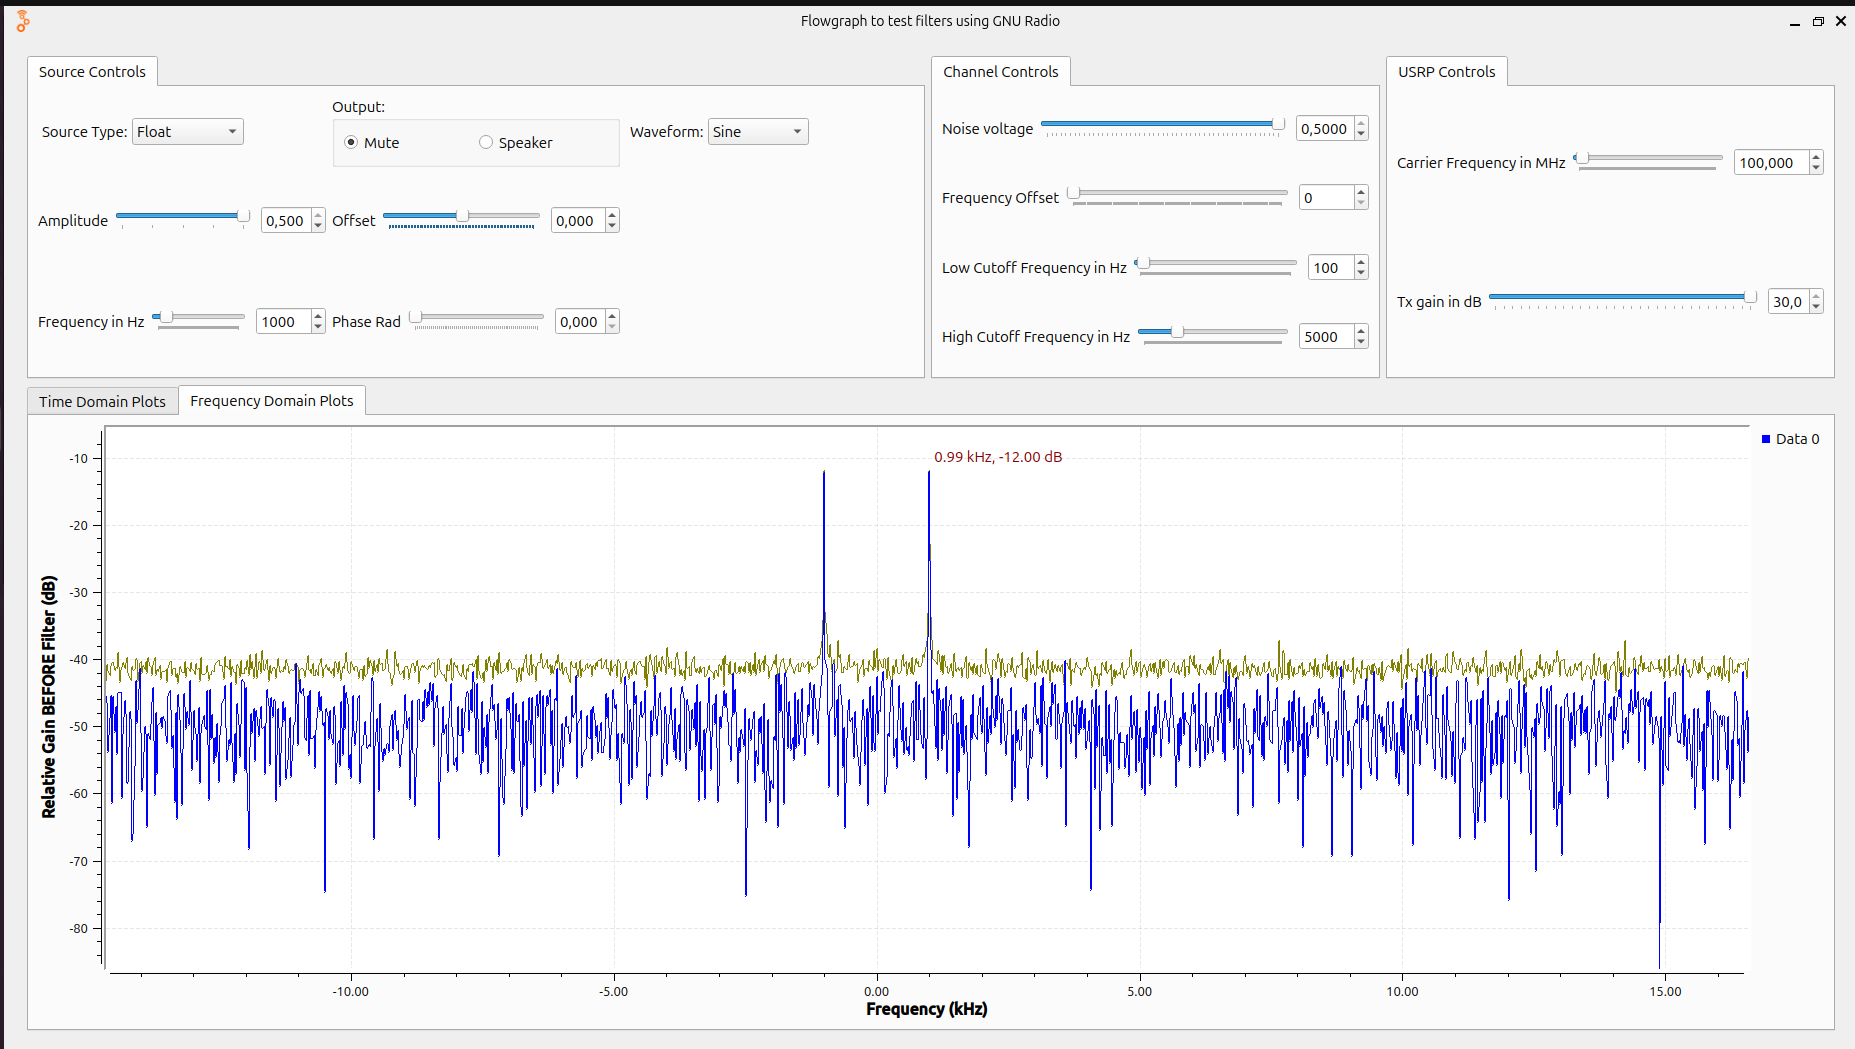 Flowgraph to test filters using GNU Radio
Source Controls
Source Type: Float
Output:
Mute Speaker
Waveform: Sine
Amplitude 0,500 Offset 0,000
Frequency in Hz 1000 Phase Rad 0,000
Channel Controls
Noise voltage 0,5000
Frequency Offset 0
Low Cutoff Frequency in Hz 100
High Cutoff Frequency in Hz 5000
USRP Controls
Carrier Frequency in MHz 100,000
Tx gain in dB 30,0
Time Domain Plots Frequency Domain Plots
Data 0
0.99 kHz, -12.00 dB
Relative Gain BEFORE Filter (dB)
-10
-20
-30
-40
-50
-60
-70
-80
-10.00 -5.00 0.00 5.00 10.00 15.00
Frequency (kHz)